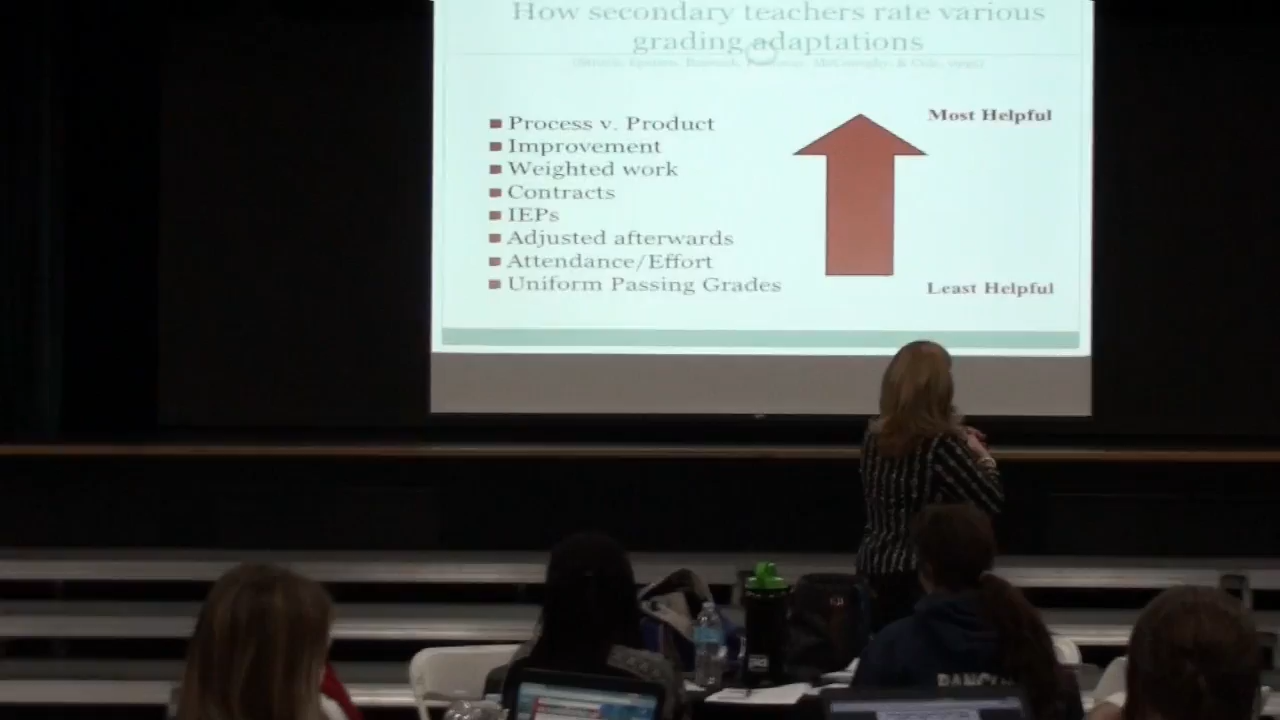 How secondary teachers rate various
grading adaptations
■ Process v. Product
■ Improvement
■ Weighted work
■ Contracts
■ IEPs
■ Adjusted afterwards
■ Attendance/Effort
■ Uniform Passing Grades
Most Helpful
Least Helpful